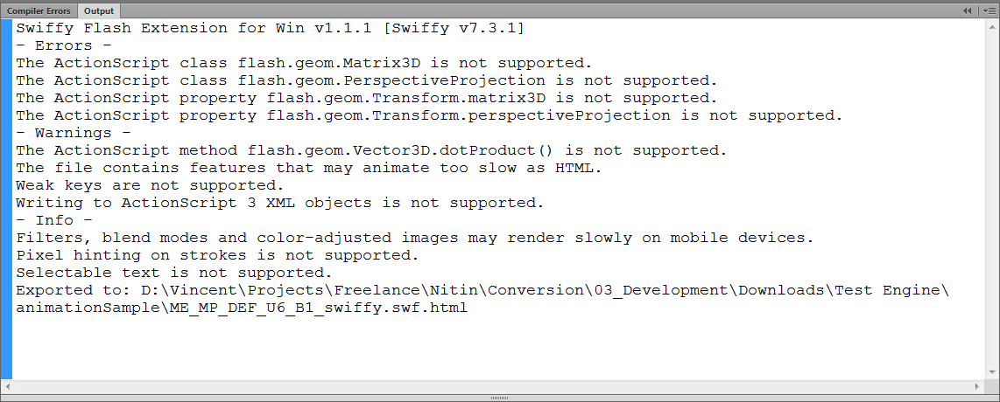 Compiler Errors Output
Swiffy Flash Extension for Win v1.1.1 [Swiffy v7.3.1]
- Errors -
The ActionScript class flash.geom.Matrix3D is not supported.
The ActionScript class flash.geom.PerspectiveProjection is not supported.
The ActionScript property flash.geom.Transform.matrix3D is not supported.
The ActionScript property flash.geom.Transform.perspectiveProjection is not supported.
- Warnings -
The ActionScript method flash.geom.Vector3D.dotProduct() is not supported.
The file contains features that may animate too slow as HTML.
Weak keys are not supported.
Writing to ActionScript 3 XML objects is not supported.
- Info -
Filters, blend modes and color-adjusted images may render slowly on mobile devices.
Pixel hinting on strokes is not supported.
Selectable text is not supported.
Exported to: D:\Vincent\Projects\Freelance\Nitin\Conversion\03_Development\Downloads\Test Engine\
animationSample\ME_MP_DEF_U6_B1_swiffy.swf.html